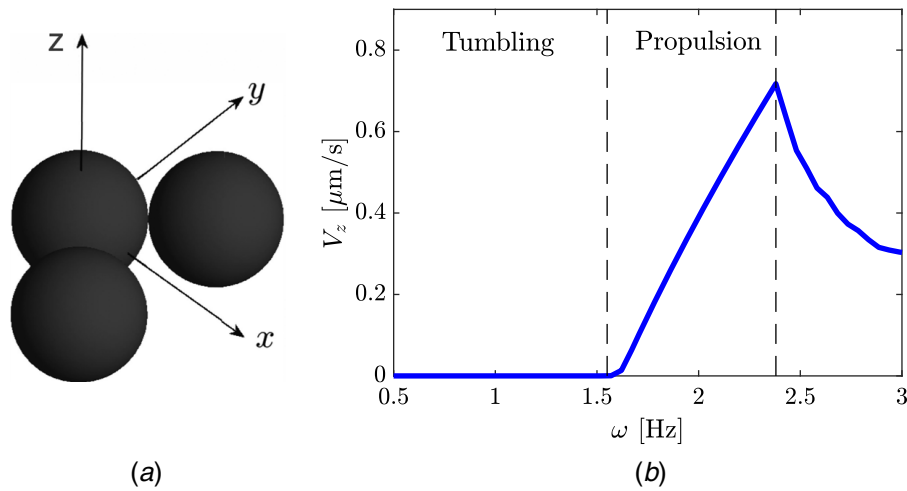 z
y
x
(a)
Tumbling
Propulsion
V_z [μm/s]
0.8
0.6
0.4
0.2
0
0.5
1
1.5
2
2.5
3
ω [Hz]
(b)